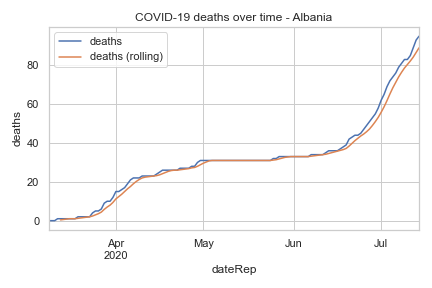 COVID-19 deaths over time - Albania
deaths
deaths (rolling)
deaths
80
60
40
20
0
Apr
2020
May
Jun
Jul
dateRep